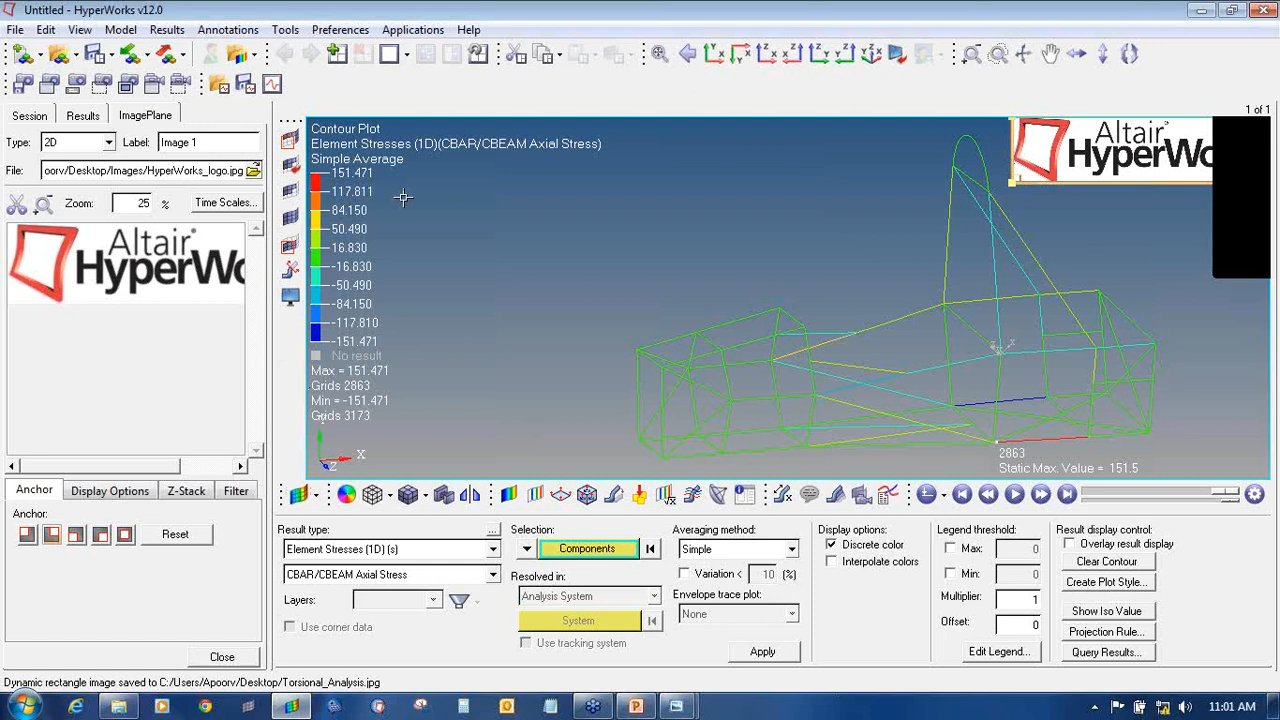 Untitled - HyperWorks v12.0
File Edit View Model Results Annotations Tools Preferences Applications Help
Session Results ImagePlane
1 of 1
Type: 2D Label: Image 1
File: oorv/Desktop/Images/HyperWorks_logo.jpg
Zoom: 25 % Time Scales...
Altair
HyperWo
Anchor Display Options Z-Stack Filter
Anchor:
Reset
Close
Contour Plot
Element Stresses (1D)(CBAR/CBEAM Axial Stress)
Simple Average
151.471
117.811
84.150
50.490
16.830
-16.830
-50.490
-84.150
-117.810
-151.471
No result
Max = 151.471
Grids 2863
Min = -151.471
Grids 3173
Y
X
Z
Altair
HyperWorks
Z X
2863
Static Max. Value = 151.5
Result type: ...
Element Stresses (1D) (s)
CBAR/CBEAM Axial Stress
Layers:
Use corner data
Selection:
Components
Resolved in:
Analysis System
System
Use tracking system
Averaging method:
Simple
Variation < 10 (%)
Envelope trace plot:
None
Apply
Display options:
Discrete color
Interpolate colors
Legend threshold:
Max: 0
Min: 0
Multiplier: 1
Offset: 0
Edit Legend...
Result display control:
Overlay result display
Clear Contour
Create Plot Style...
Show Iso Value
Projection Rule...
Query Results...
Dynamic rectangle image saved to C:/Users/Apoorv/Desktop/Torsional_Analysis.jpg
11:01 AM